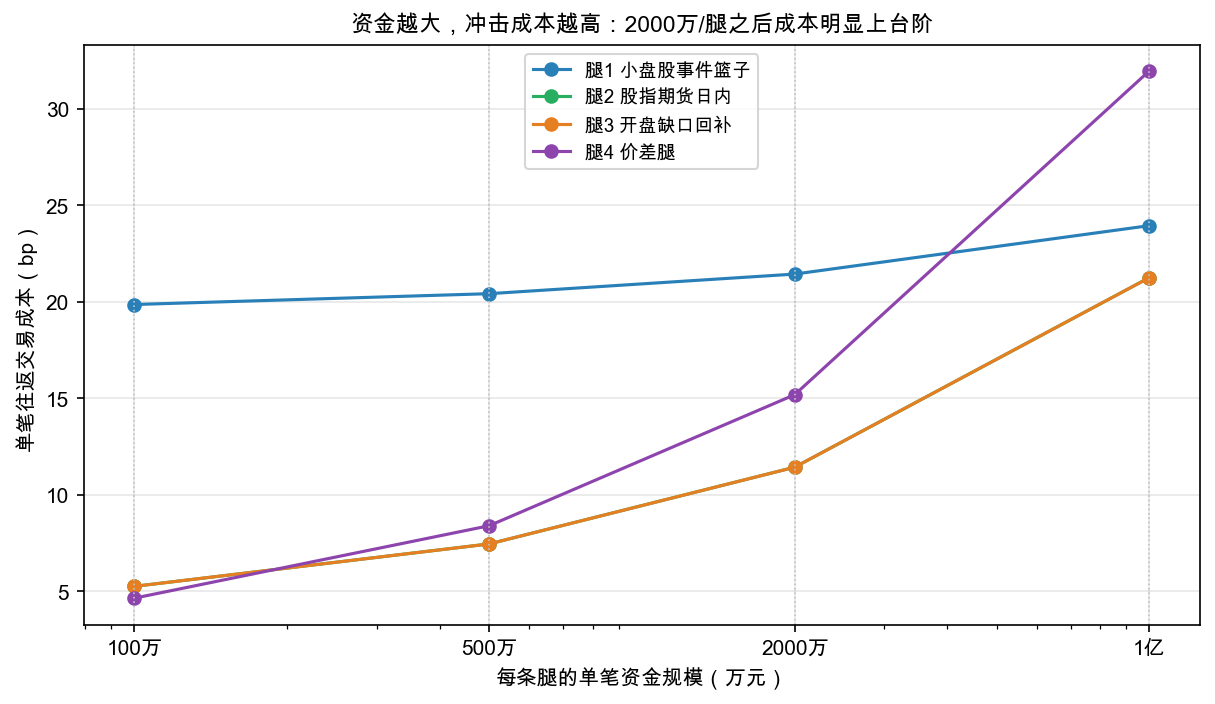 资金越大，冲击成本越高：2000万/腿之后成本明显上台阶
腿1 小盘股事件篮子
腿2 股指期货日内
腿3 开盘缺口回补
腿4 价差腿
单笔往返交易成本（bp）
30
25
20
15
10
5
100万
500万
2000万
1亿
每条腿的单笔资金规模（万元）